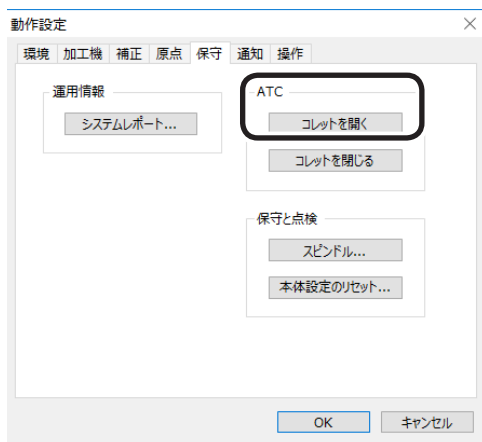 動作設定
環境 加工機 補正 原点 保守 通知 操作
運用情報
システムレポート...
ATC
コレットを開く
コレットを閉じる
保守と点検
スピンドル...
本体設定のリセット...
OK キャンセル